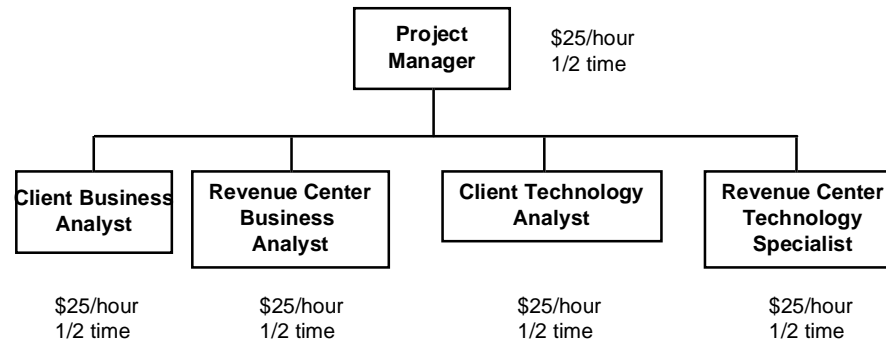 Project
Manager
$25/hour
1/2 time
Client Business
Analyst
Revenue Center
Business
Analyst
Client Technology
Analyst
Revenue Center
Technology
Specialist
$25/hour
1/2 time
$25/hour
1/2 time
$25/hour
1/2 time
$25/hour
1/2 time